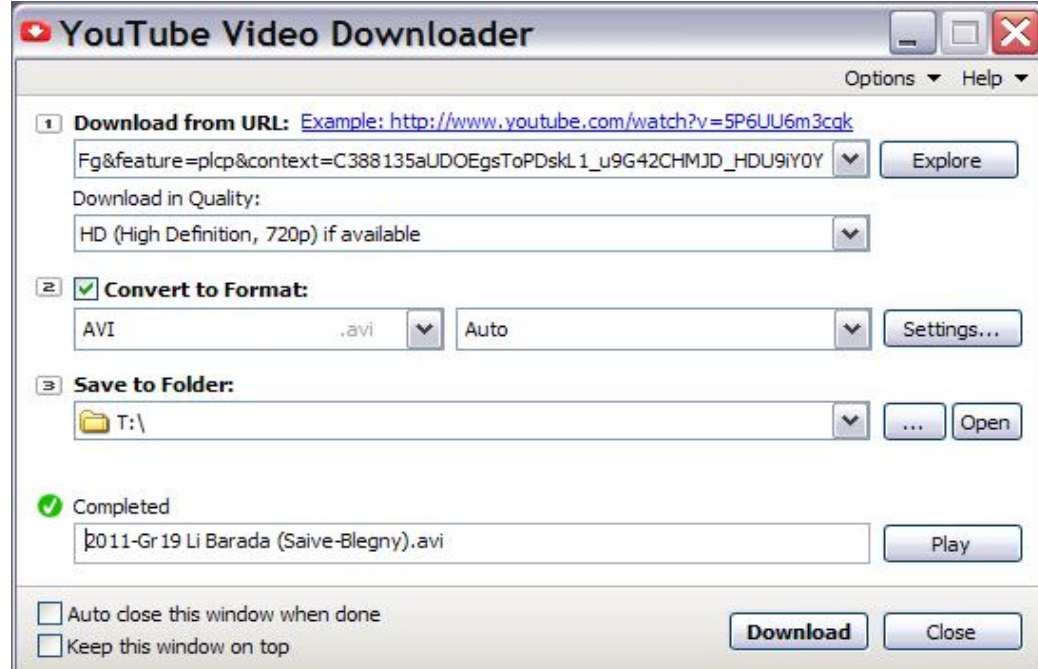 YouTube Video Downloader
Options Help
1 Download from URL: Example: http://www.youtube.com/watch?v=5P6UU6m3cqk
Fg&feature=plcp&context=C388135aUDOEgsToPDskL1_u9G42CHMJD_HDU9iY0Y Explore
Download in Quality:
HD (High Definition, 720p) if available
2 Convert to Format:
AVI .avi Auto Settings...
3 Save to Folder:
T:\ ... Open
Completed
2011-Gr19 Li Barada (Saive-Blegny).avi Play
Auto close this window when done
Keep this window on top
Download Close